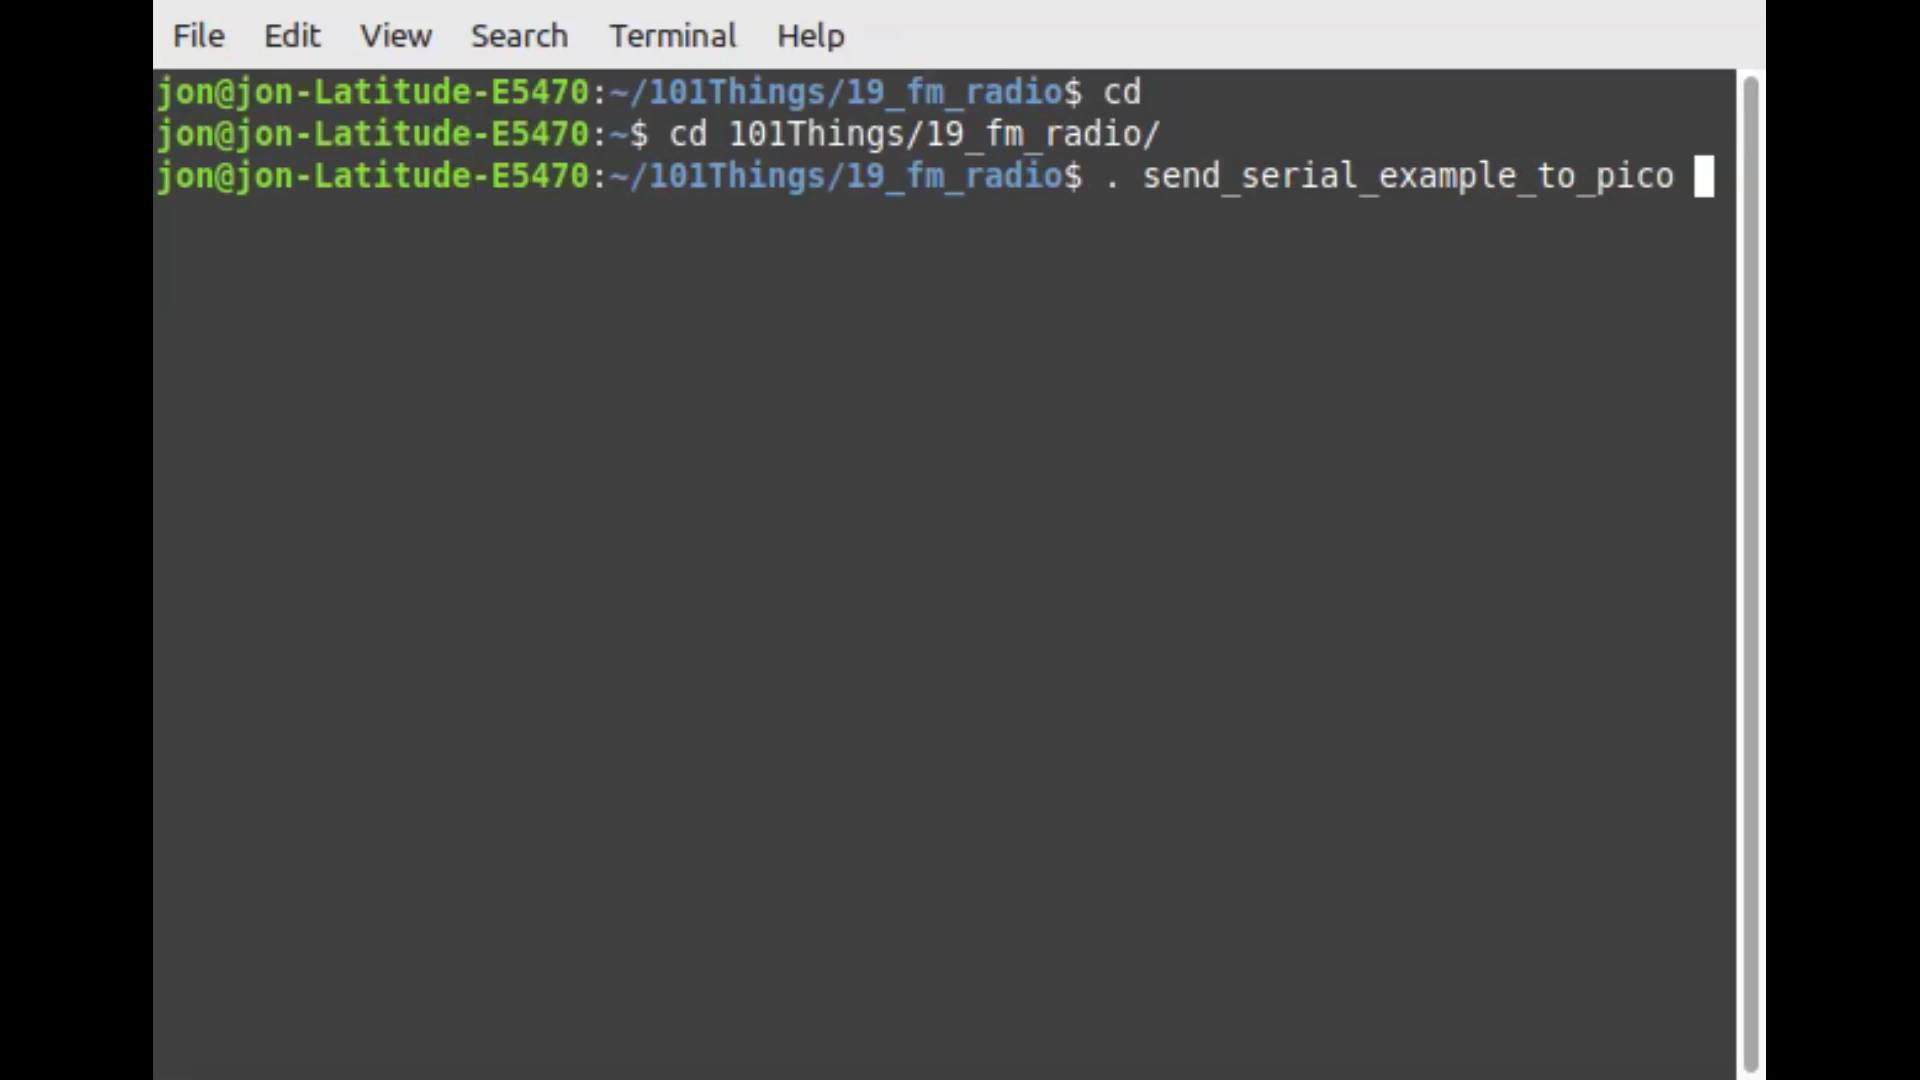 File Edit View Search Terminal Help
jon@jon-Latitude-E5470:~/101Things/19_fm_radio$ cd
jon@jon-Latitude-E5470:~$ cd 101Things/19_fm_radio/
jon@jon-Latitude-E5470:~/101Things/19_fm_radio$ . send_serial_example_to_pico